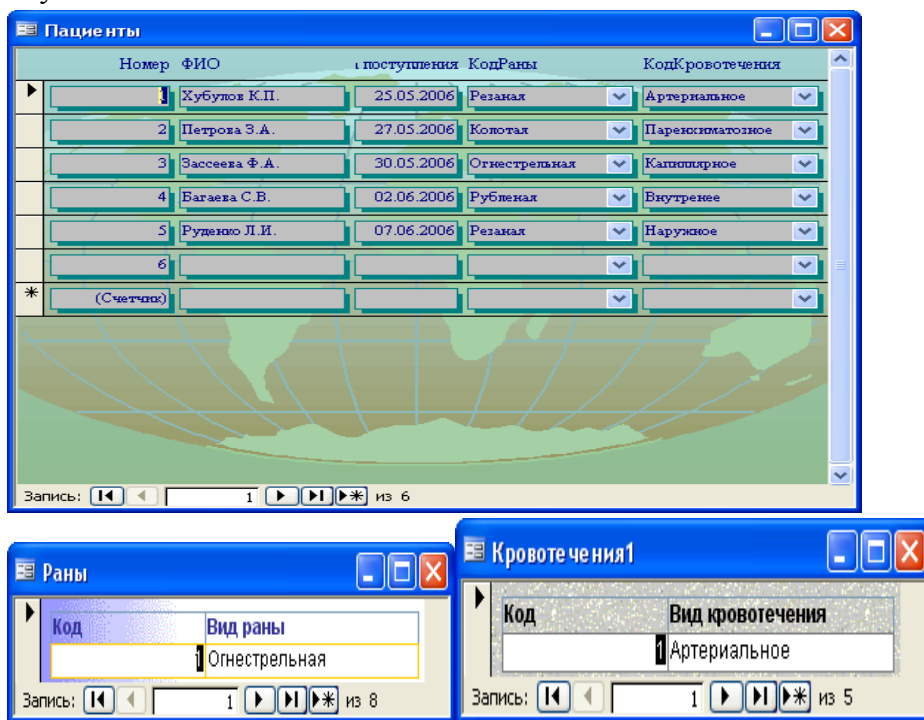 Пациенты
Номер ФИО поступления КодРаны КодКровотечения
1 Хубулов К.П. 25.05.2006 Резаная Артериальное
2 Петрова З.А. 27.05.2006 Колотая Паренхиматозное
3 Зассеева Ф.А. 30.05.2006 Огнестрельная Капиллярное
4 Багаева С.В. 02.06.2006 Рубленая Внутренее
5 Руденко Л.И. 07.06.2006 Резаная Наружное
6
(Счетчик)
Запись: 1 из 6
Раны
Код Вид раны
1 Огнестрельная
Запись: 1 из 8
Кровотечения1
Код Вид кровотечения
1 Артериальное
Запись: 1 из 5